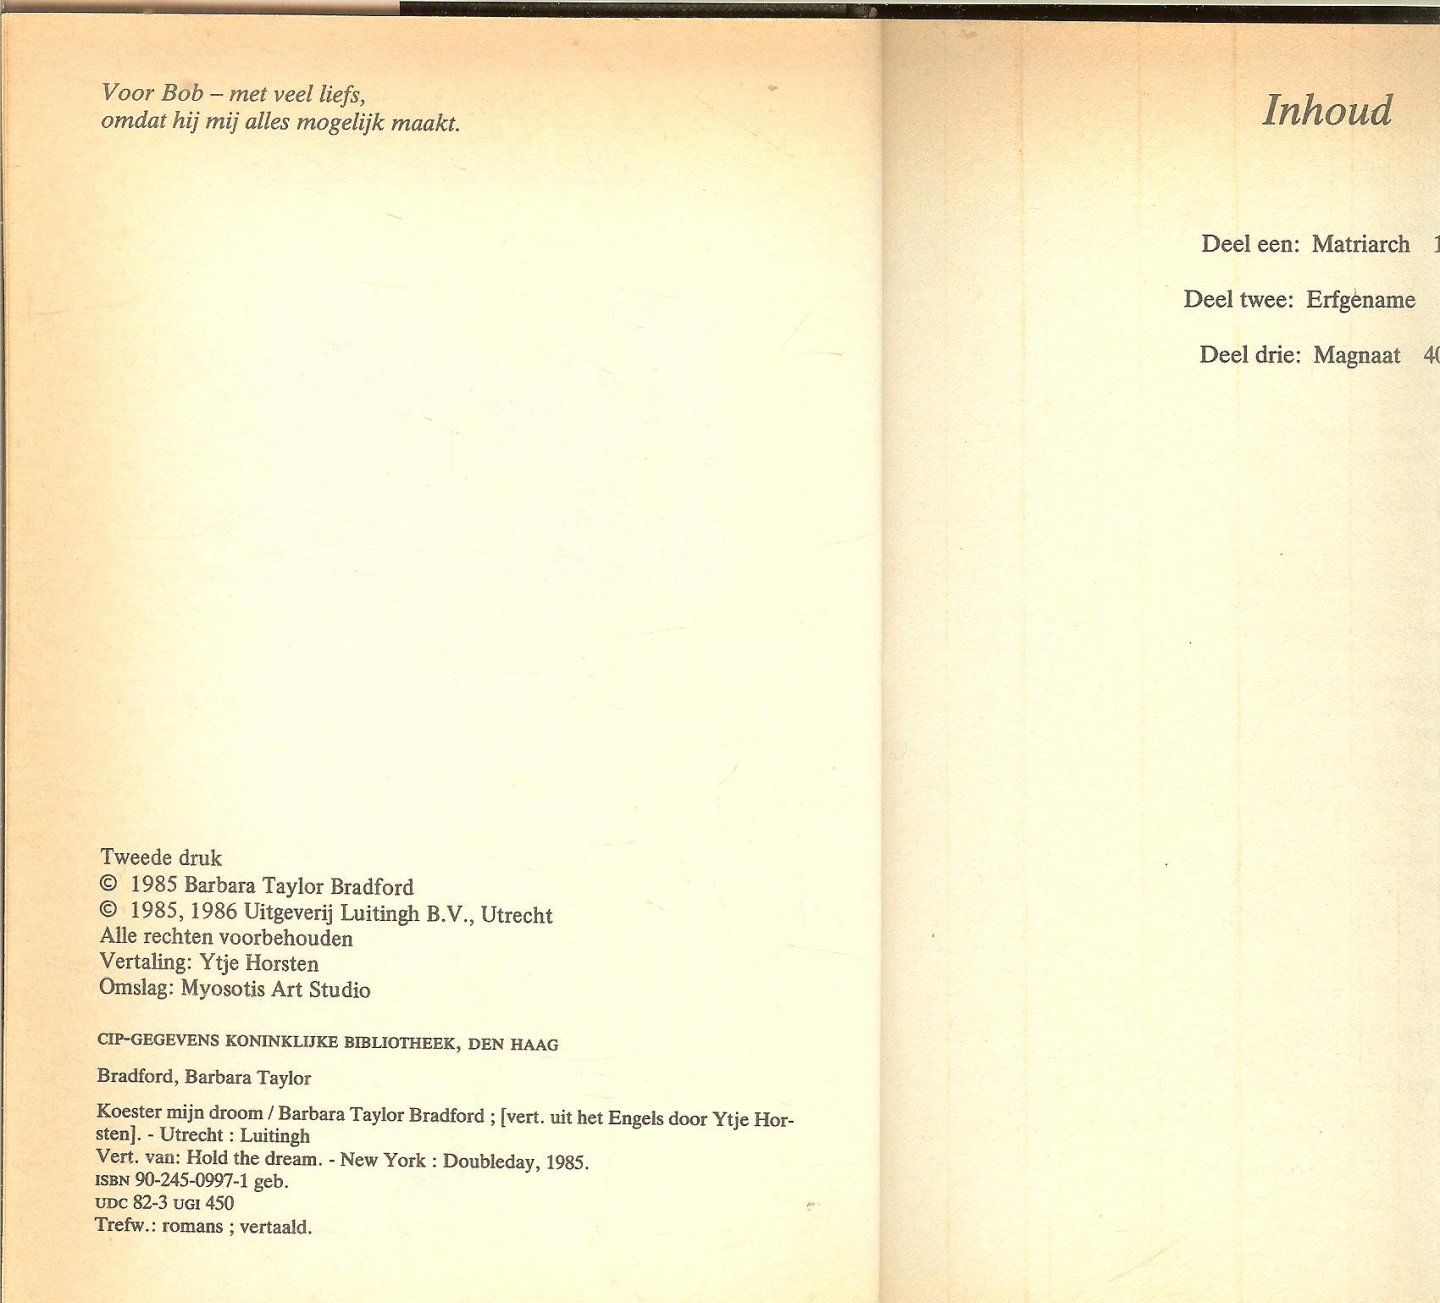 Voor Bob – met veel liefs,
omdat hij mij alles mogelijk maakt.
Tweede druk
© 1985 Barbara Taylor Bradford
© 1985, 1986 Uitgeverij Luitingh B.V., Utrecht
Alle rechten voorbehouden
Vertaling: Ytje Horsten
Omslag: Myosotis Art Studio
CIP-GEGEVENS KONINKLIJKE BIBLIOTHEEK, DEN HAAG
Bradford, Barbara Taylor
Koester mijn droom / Barbara Taylor Bradford ; [vert. uit het Engels door Ytje Hor-
sten]. - Utrecht : Luitingh
Vert. van: Hold the dream. - New York : Doubleday, 1985.
ISBN 90-245-0997-1 geb.
UDC 82-3 UGI 450
Trefw.: romans ; vertaald.
Inhoud
Deel een: Matriarch
Deel twee: Erfgename
Deel drie: Magnaat